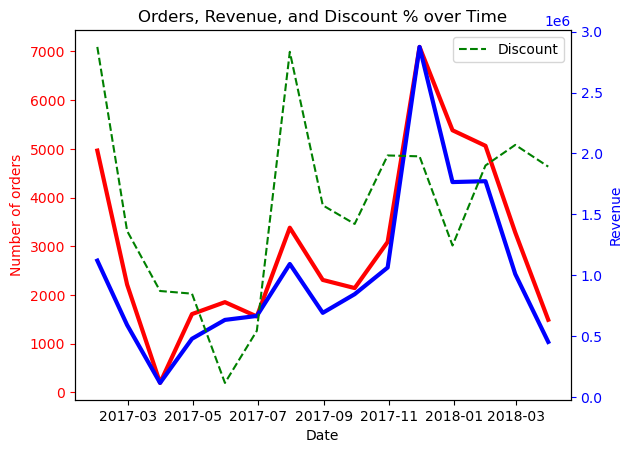 Orders, Revenue, and Discount % over Time
1e6
Discount
Number of orders
7000
6000
5000
4000
3000
2000
1000
0
3.0
2.5
2.0
1.5
1.0
0.5
0.0
Revenue
2017-03 2017-05 2017-07 2017-09 2017-11 2018-01 2018-03
Date